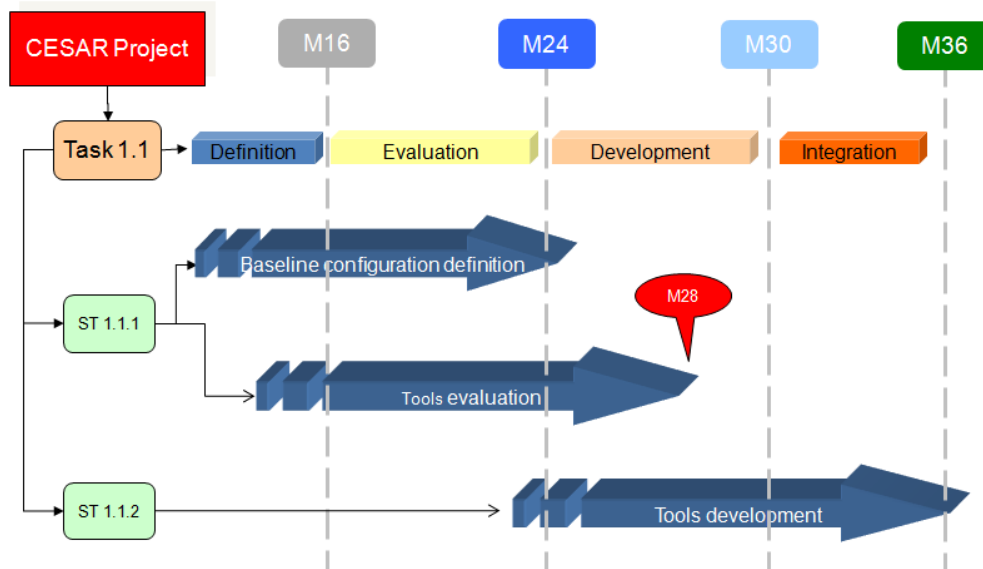 CESAR Project
M16
M24
M30
M36
Task 1.1
Definition
Evaluation
Development
Integration
Baseline configuration definition
M28
ST 1.1.1
Tools evaluation
ST 1.1.2
Tools development